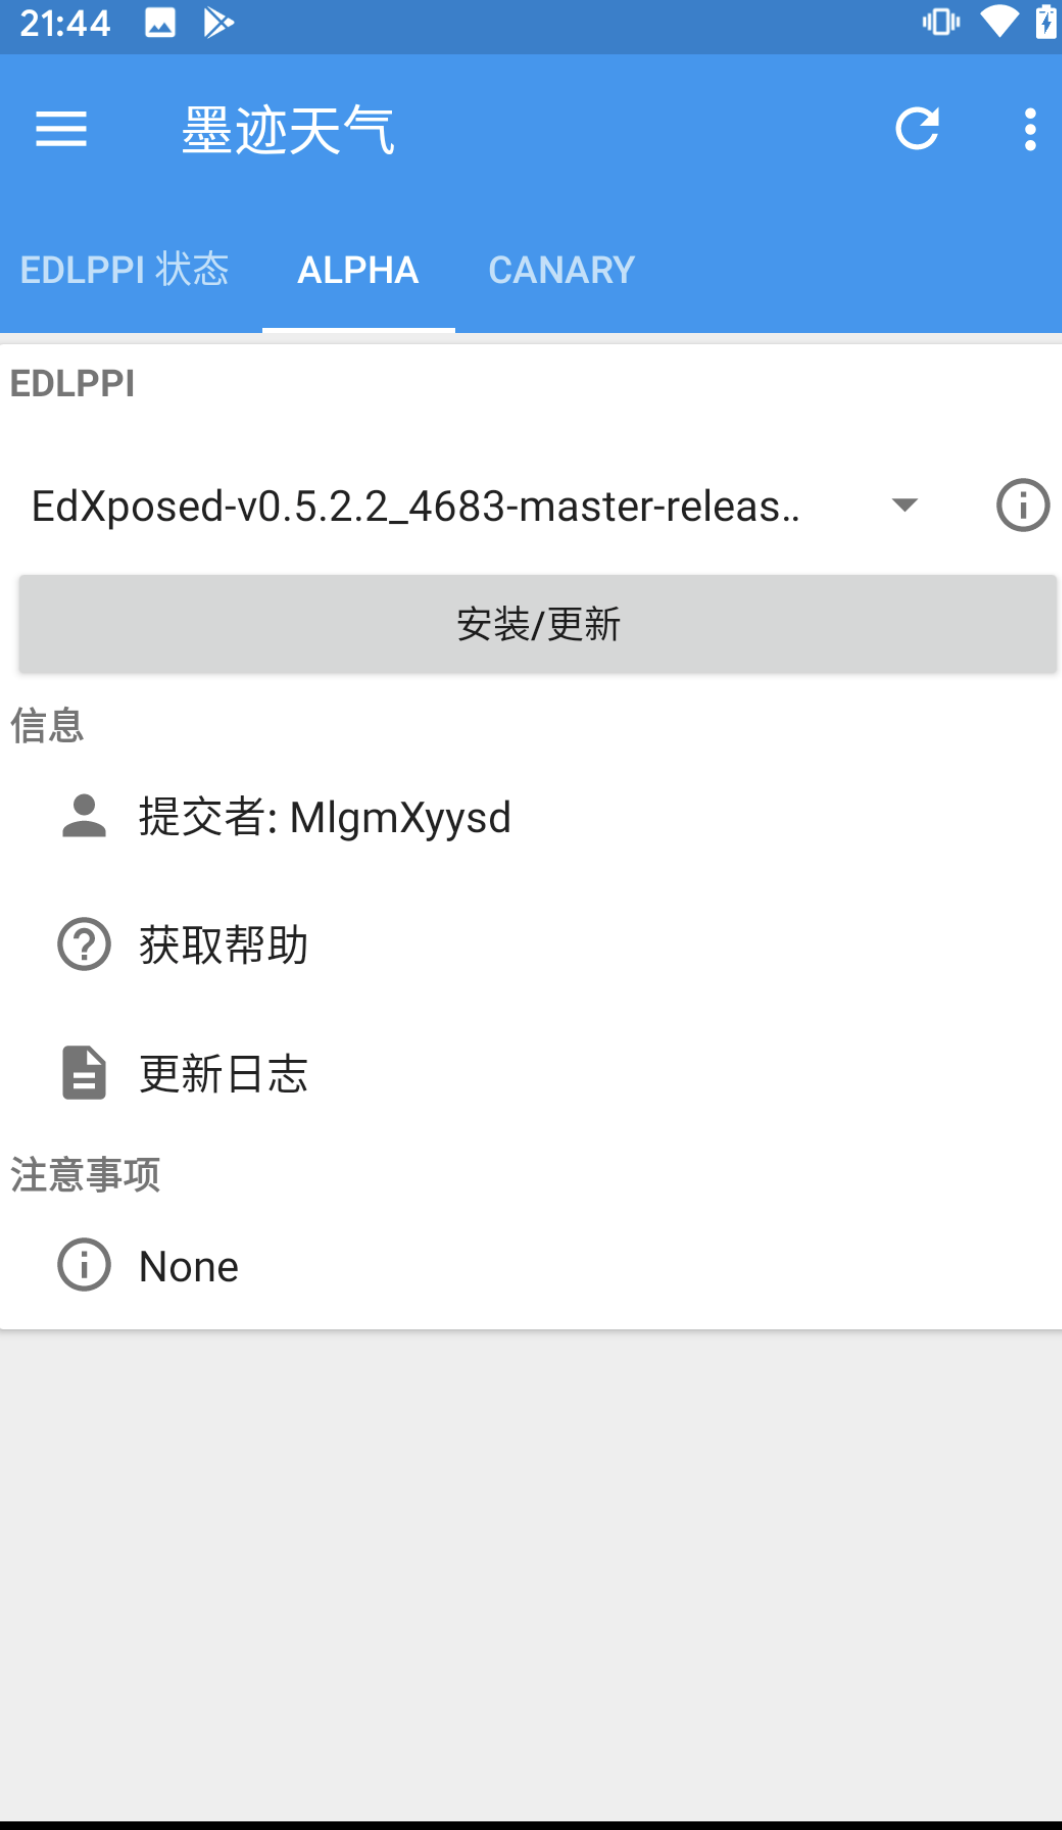 21:44
墨迹天气
EDLPPI 状态
ALPHA
CANARY
EDLPPI
EdXposed-v0.5.2.2_4683-master-releas..
安装/更新
信息
提交者: MlgmXyysd
获取帮助
更新日志
注意事项
None